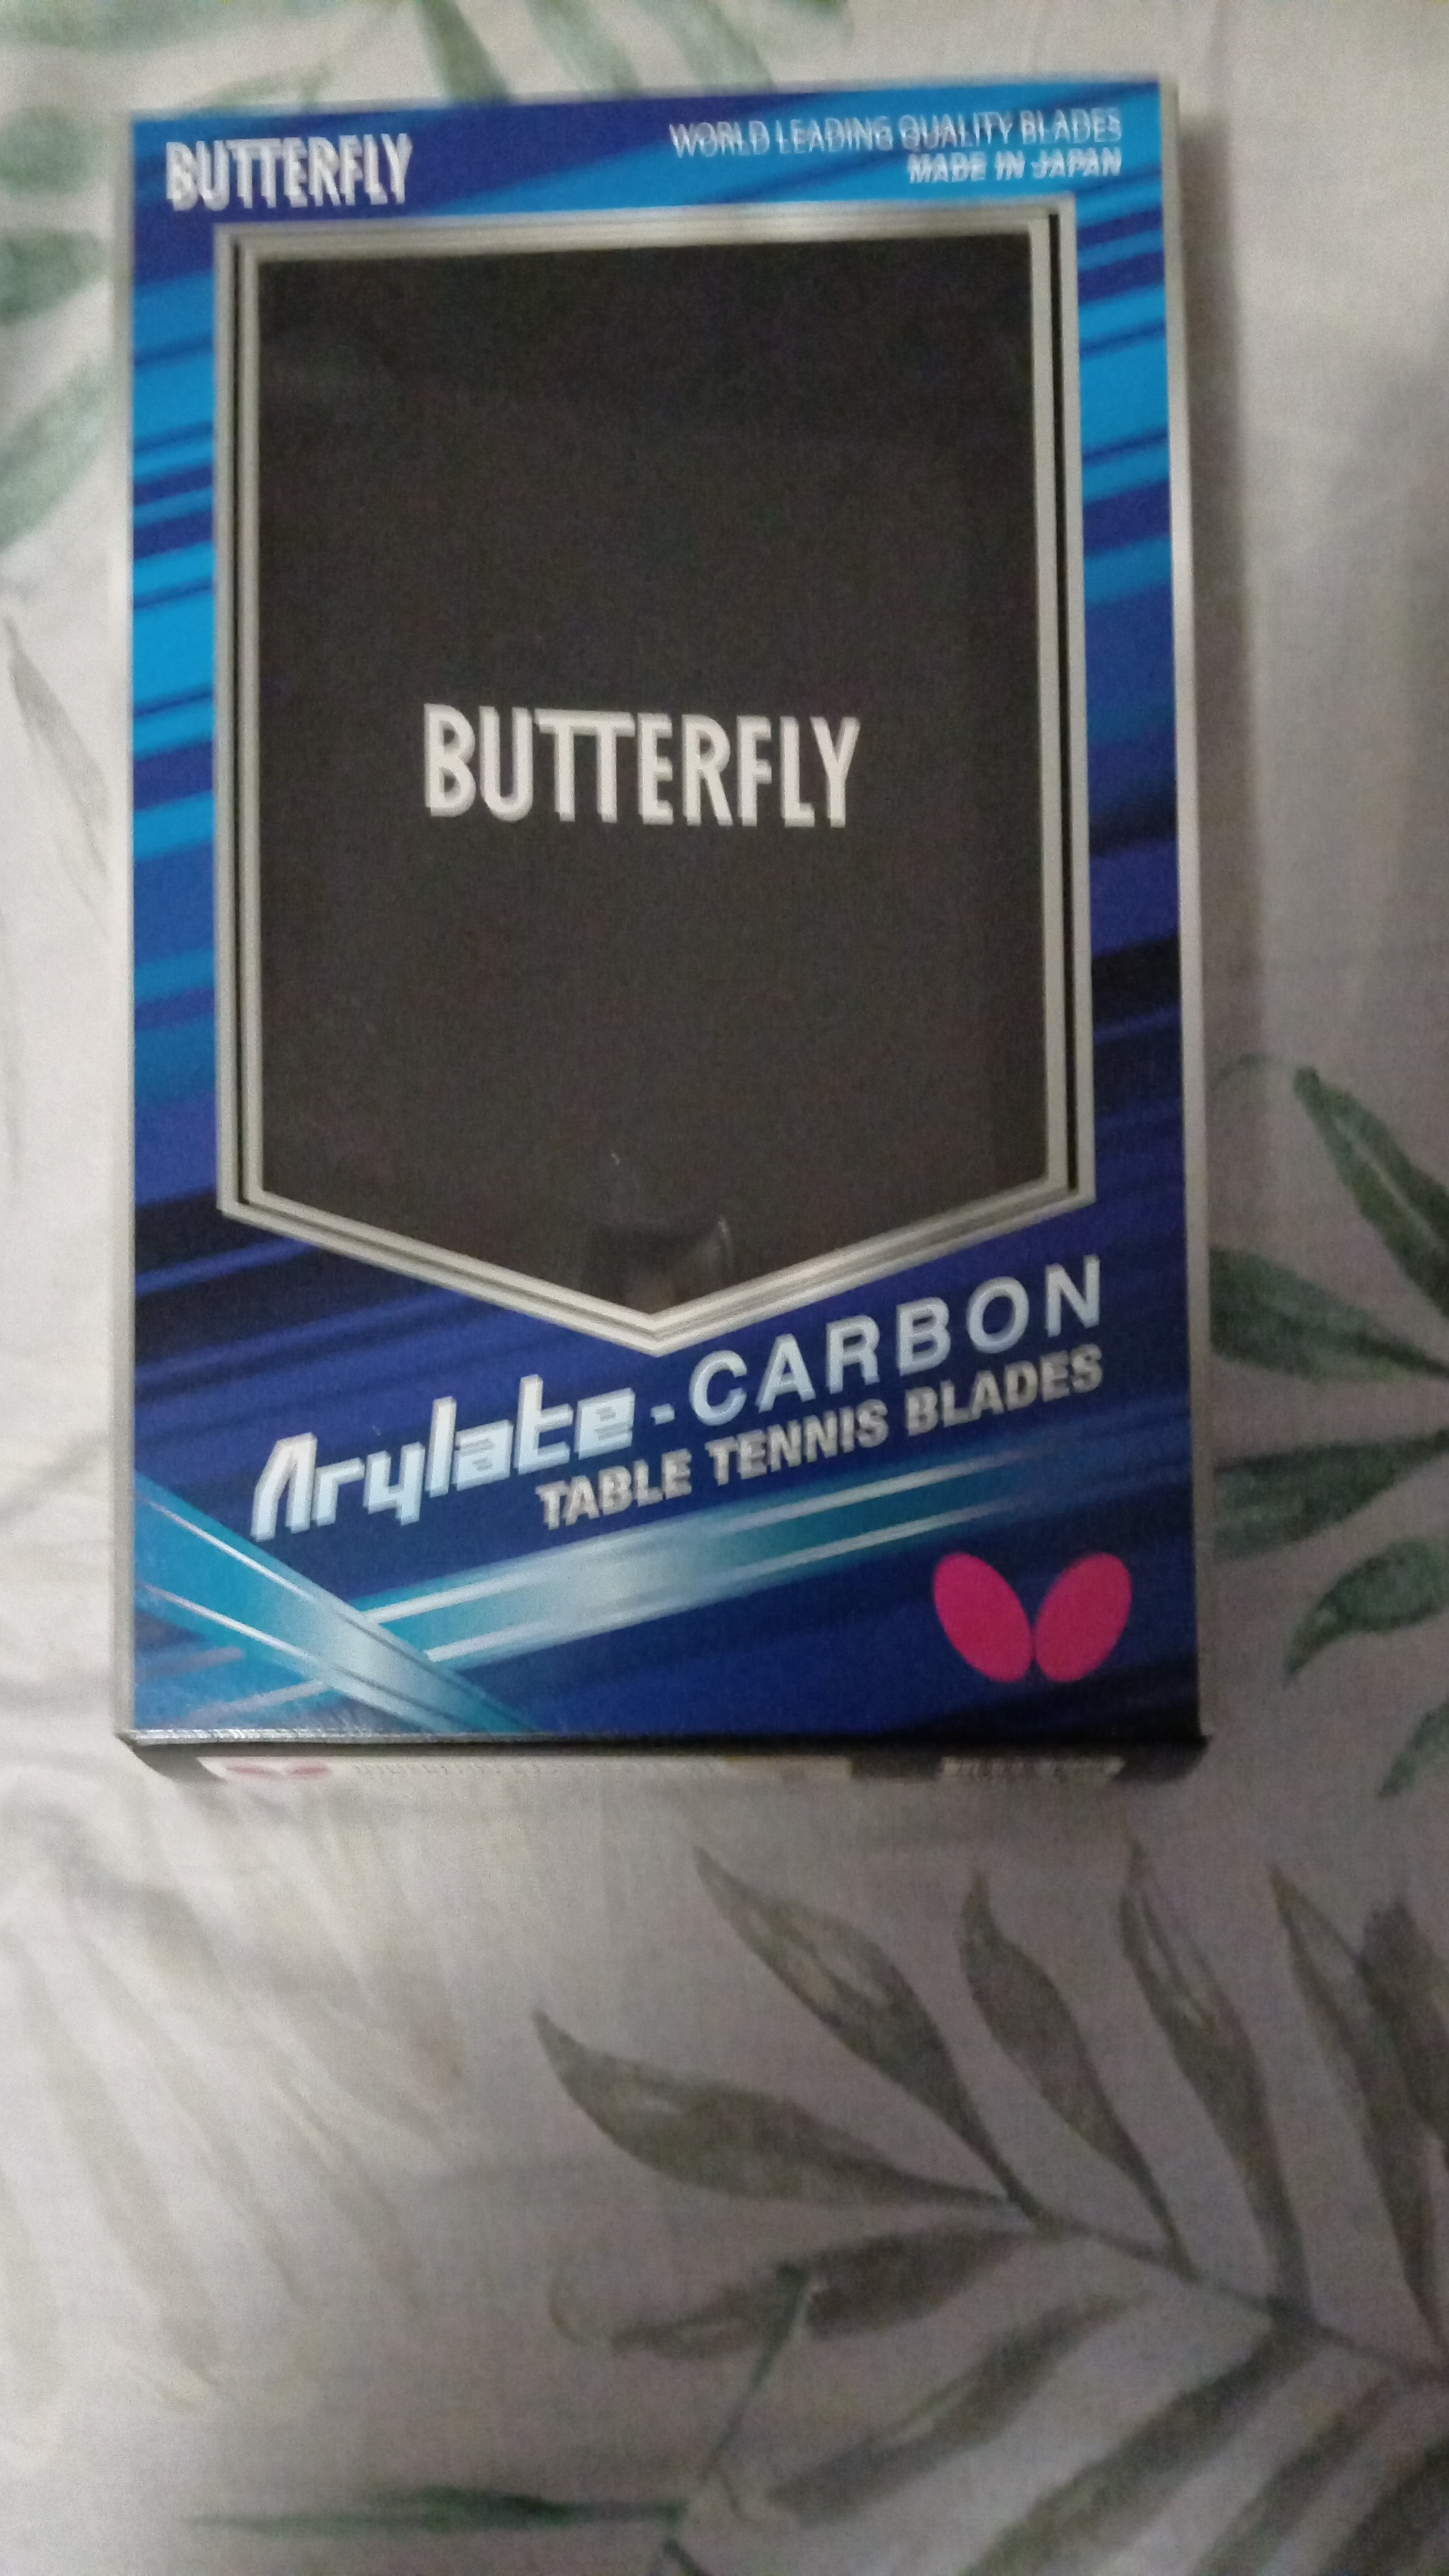 BUTTERFLY
WORLD LEADING QUALITY BLADES
MADE IN JAPAN
BUTTERFLY
Arylate-CARBON
TABLE TENNIS BLADES